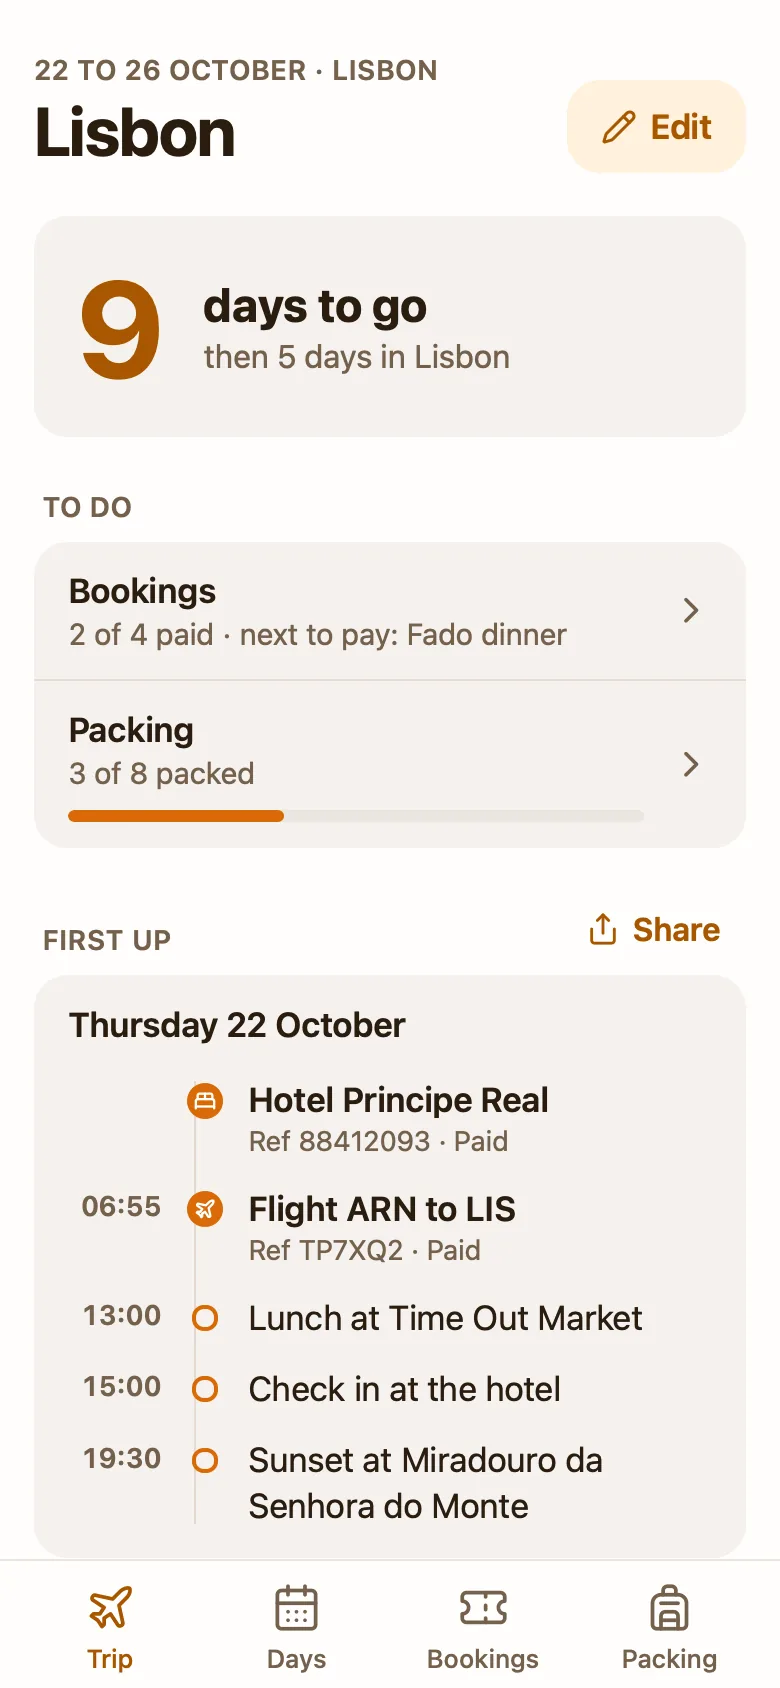 22 TO 26 OCTOBER · LISBON
Lisbon
Edit
9
days to go
then 5 days in Lisbon
TO DO
Bookings
2 of 4 paid · next to pay: Fado dinner
Packing
3 of 8 packed
FIRST UP
Share
Thursday 22 October
Hotel Principe Real
Ref 88412093 · Paid
06:55 Flight ARN to LIS
Ref TP7XQ2 · Paid
13:00 Lunch at Time Out Market
15:00 Check in at the hotel
19:30 Sunset at Miradouro da
Senhora do Monte
Trip Days Bookings Packing